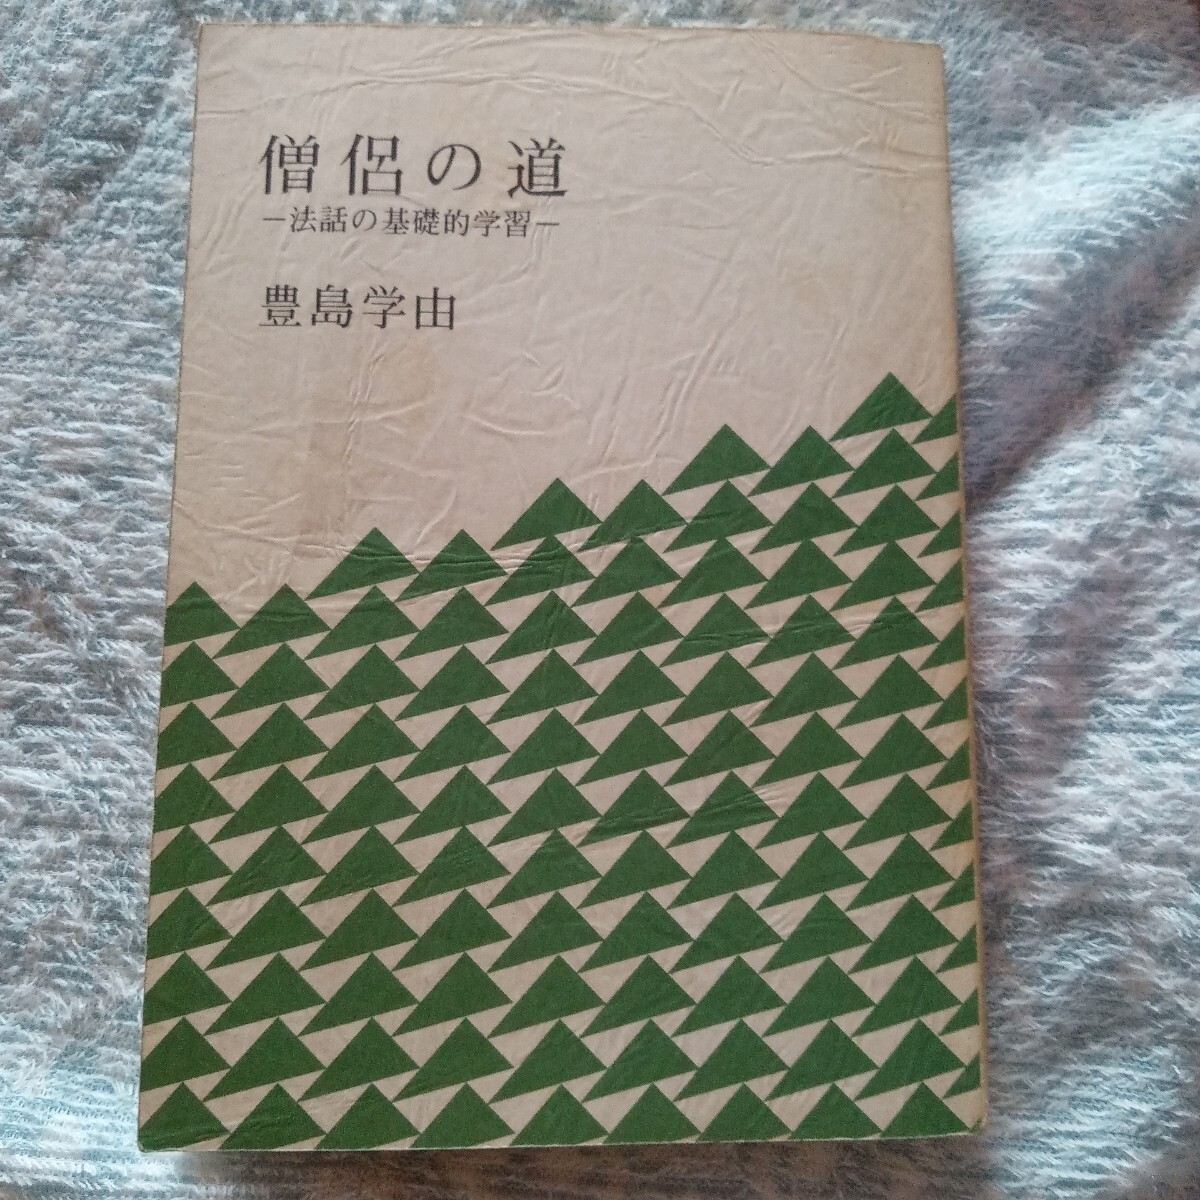 僧侶の道
―法話の基礎的学習―
豊島学由